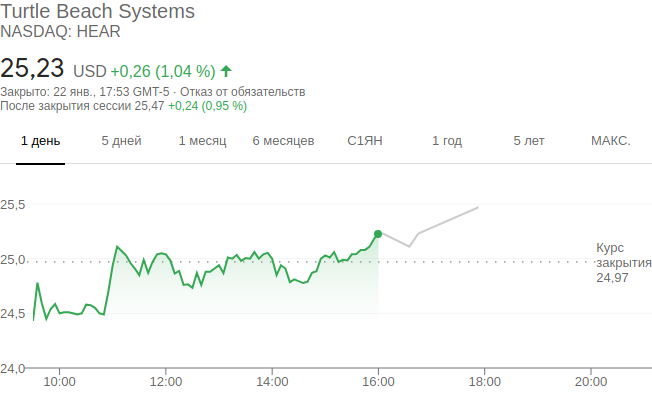 Turtle Beach Systems
NASDAQ: HEAR
25,23 USD +0,26 (1,04 %)
Закрыто: 22 янв., 17:53 GMT-5 · Отказ от обязательств
После закрытия сессии 25,47 +0,24 (0,95 %)
1 день 5 дней 1 месяц 6 месяцев С1ЯН 1 год 5 лет МАКС.
25,5
25,0
24,5
24,0
Курс
закрытия
24,97
10:00 12:00 14:00 16:00 18:00 20:00